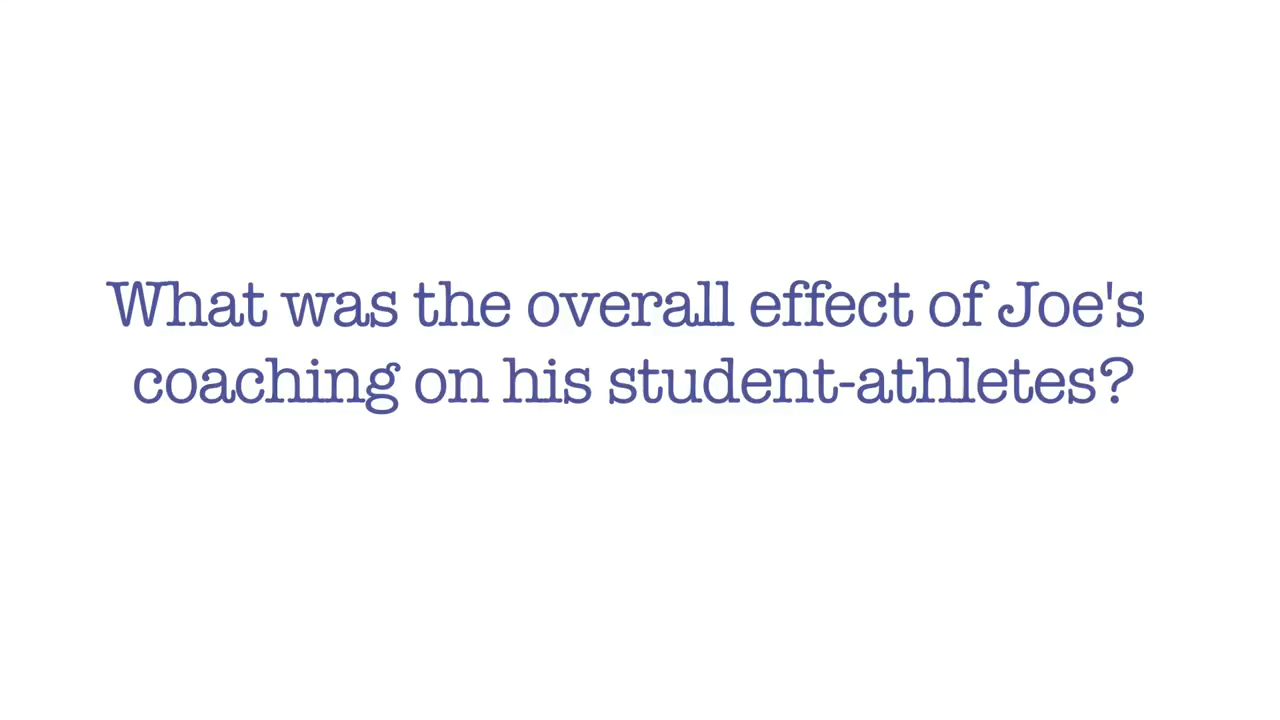 What was the overall effect of Joe's
coaching on his student-athletes?